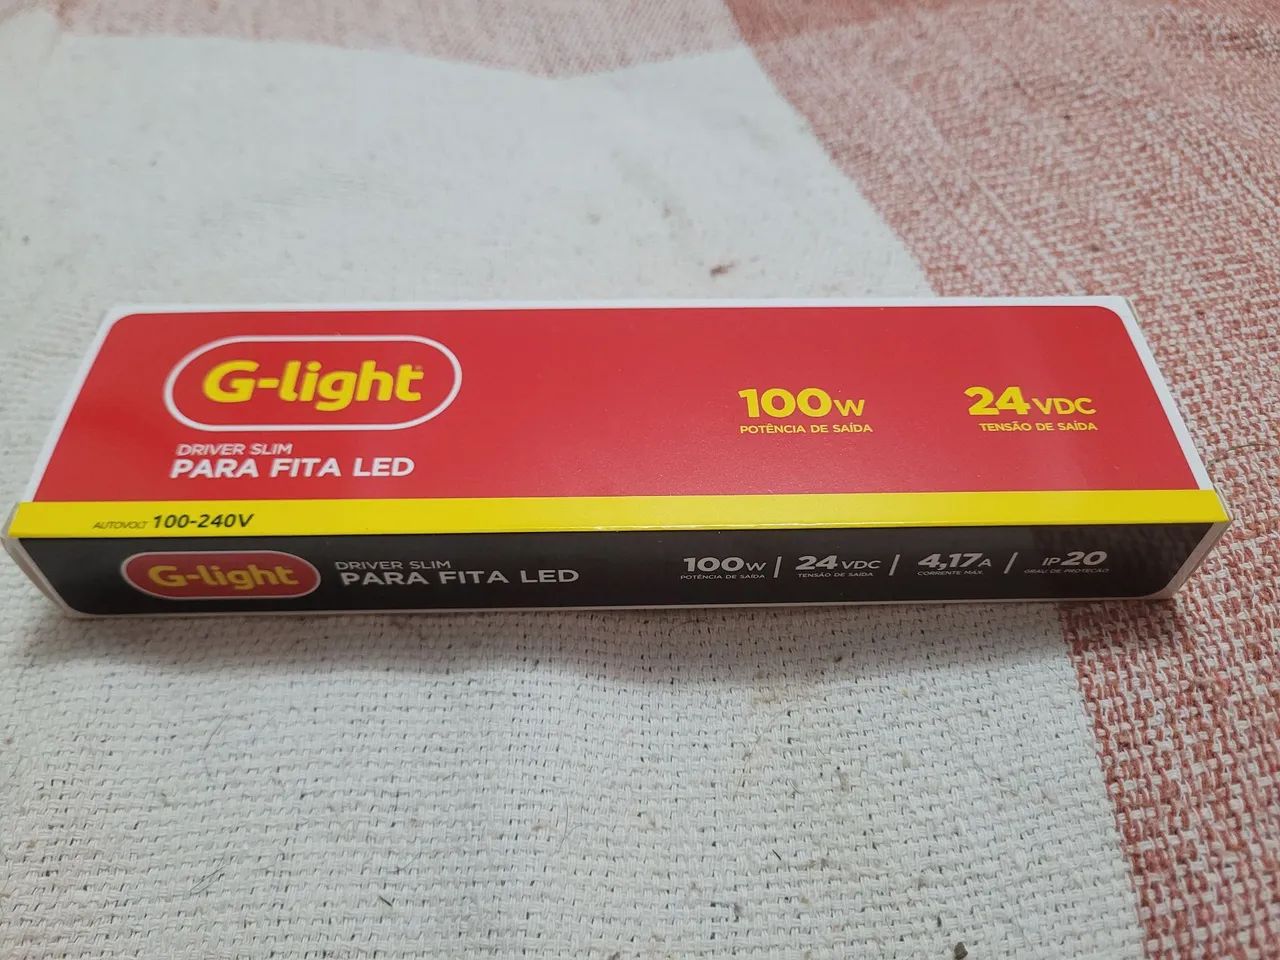 G-light
DRIVER SLIM
PARA FITA LED
100W
POTÊNCIA DE SAÍDA
24VDC
TENSÃO DE SAÍDA
AUTOVOLT 100-240V
G-light
DRIVER SLIM
PARA FITA LED
100W | 24VDC | 4,17A | IP20
POTÊNCIA DE SAÍDA TENSÃO DE SAÍDA CORRENTE MÁX. GRAU DE PROTEÇÃO